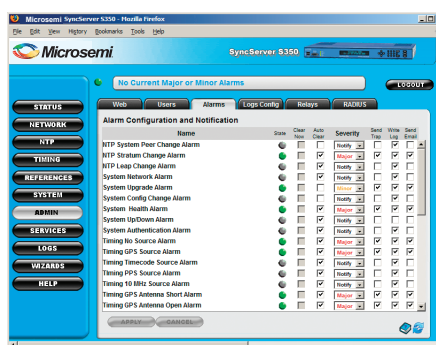 Microsemi SyncServer S350 - Mozilla Firefox
File Edit View History Bookmarks Tools Help
Microsemi
SyncServer S350
No Current Major or Minor Alarms
LOGOUT
STATUS
NETWORK
NTP
TIMING
REFERENCES
SYSTEM
ADMIN
SERVICES
LOGS
WIZARDS
HELP
Web Users Alarms Logs Config Relays RADIUS
Alarm Configuration and Notification
Name State Clear Now Auto Clear Severity Send Trap Write Log Send Email
NTP System Peer Change Alarm Notify
NTP Stratum Change Alarm Major
NTP Leap Change Alarm Notify
System Network Alarm Notify
System Upgrade Alarm Minor
System Config Change Alarm Notify
System Health Alarm Major
System Up/Down Alarm Notify
System Authentication Alarm Notify
Timing No Source Alarm Major
Timing GPS Source Alarm Major
Timing Timecode Source Alarm Notify
Timing PPS Source Alarm Notify
Timing 10 MHz Source Alarm Notify
Timing GPS Antenna Short Alarm Major
Timing GPS Antenna Open Alarm Major
APPLY CANCEL